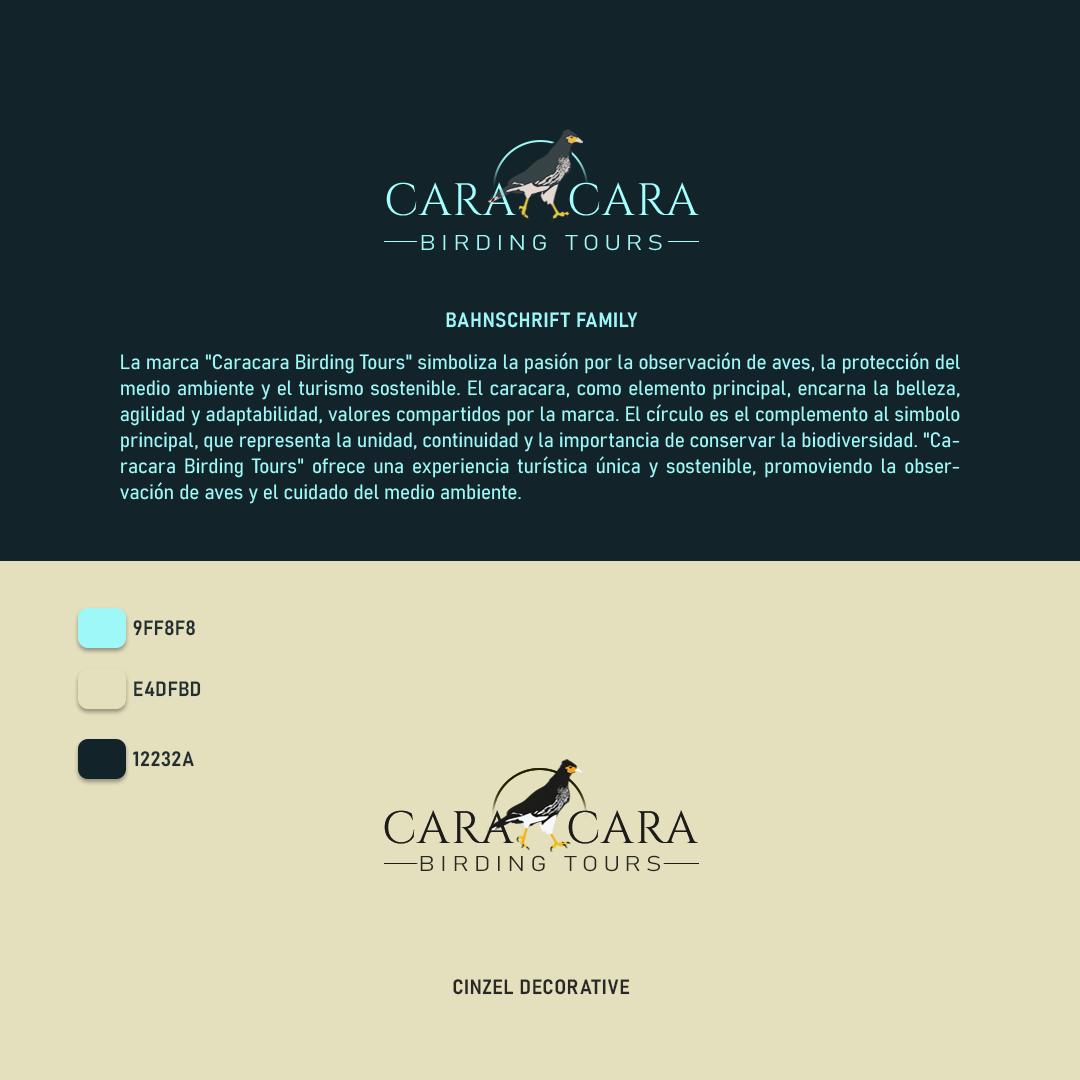 CARA CARA
BIRDING TOURS
BAHNSCHRIFT FAMILY
La marca "Caracara Birding Tours" simboliza la pasión por la observación de aves, la protección del
medio ambiente y el turismo sostenible. El caracara, como elemento principal, encarna la belleza,
agilidad y adaptabilidad, valores compartidos por la marca. El círculo es el complemento al simbolo
principal, que representa la unidad, continuidad y la importancia de conservar la biodiversidad. "Ca-
racara Birding Tours" ofrece una experiencia turística única y sostenible, promoviendo la obser-
vación de aves y el cuidado del medio ambiente.
9FF8F8
E4DFBD
12232A
CARA CARA
BIRDING TOURS
CINZEL DECORATIVE